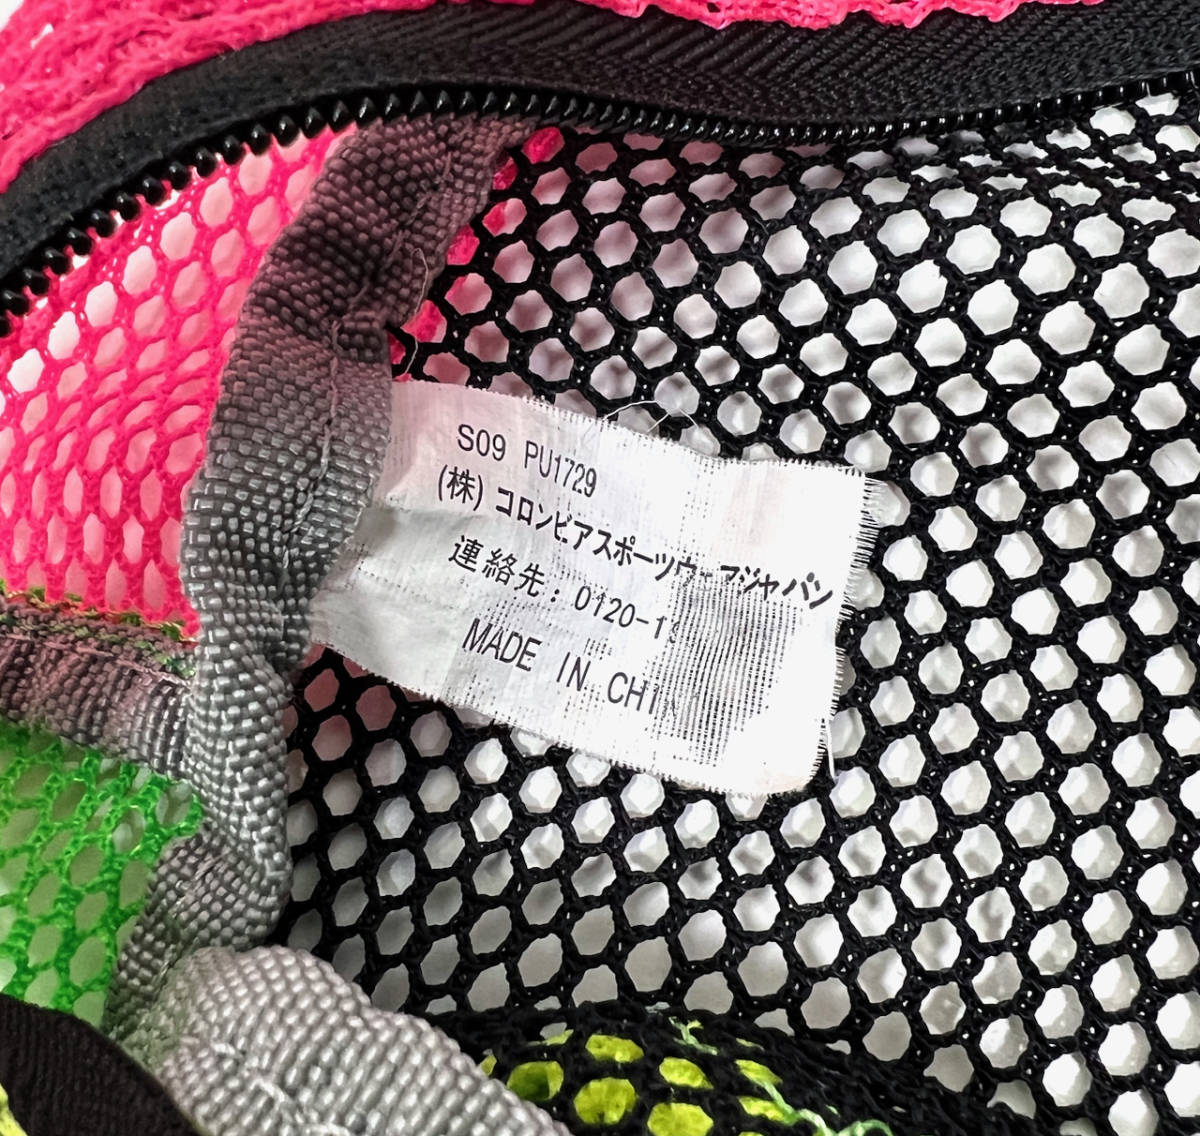 S09 PU1729
(株) コロンビアスポーツウェアジャパン
連絡先: 0120-1
MADE IN CHI